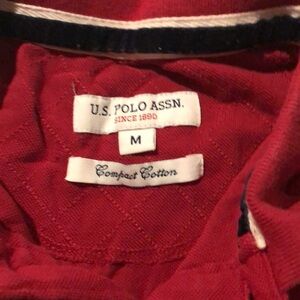 U.S. POLO ASSN.
SINCE 1890
M
Compact Cotton